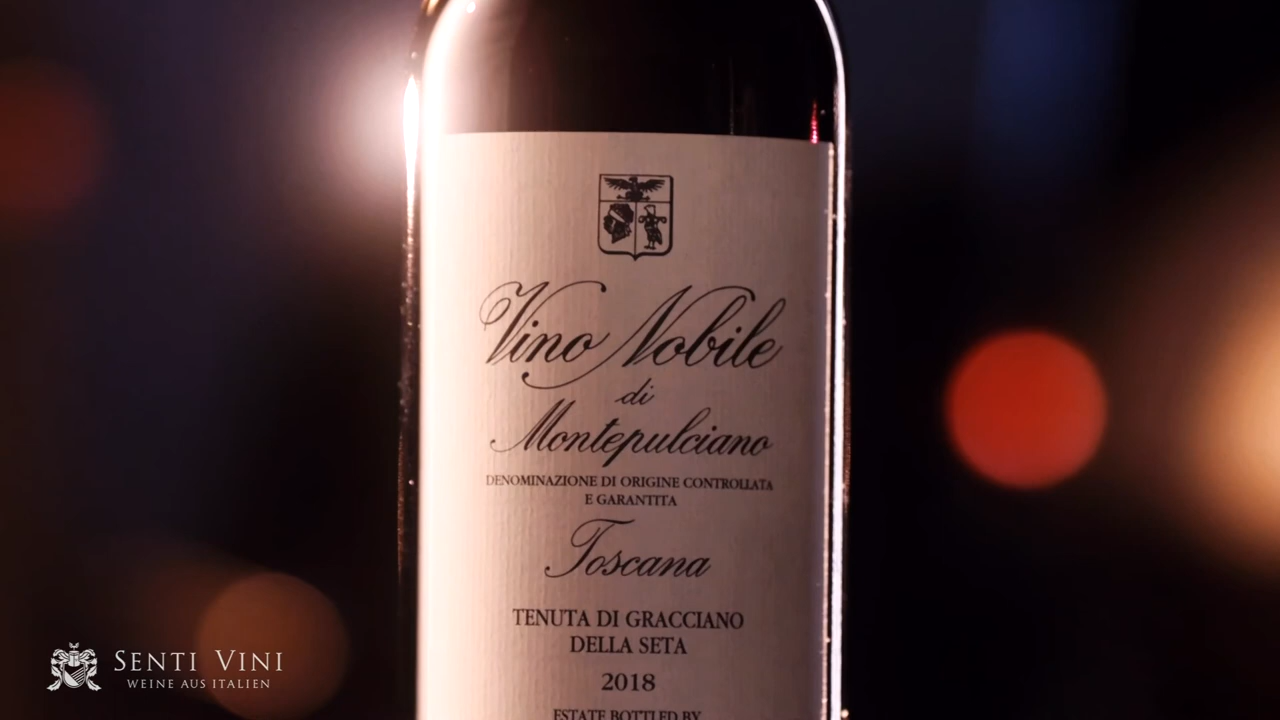 Vino Nobile
di
Montepulciano
DENOMINAZIONE DI ORIGINE CONTROLLATA
E GARANTITA
Toscana
TENUTA DI GRACCIANO
DELLA SETA
2018
ESTATE BOTTLED BY
SENTI VINI
WEINE AUS ITALIEN